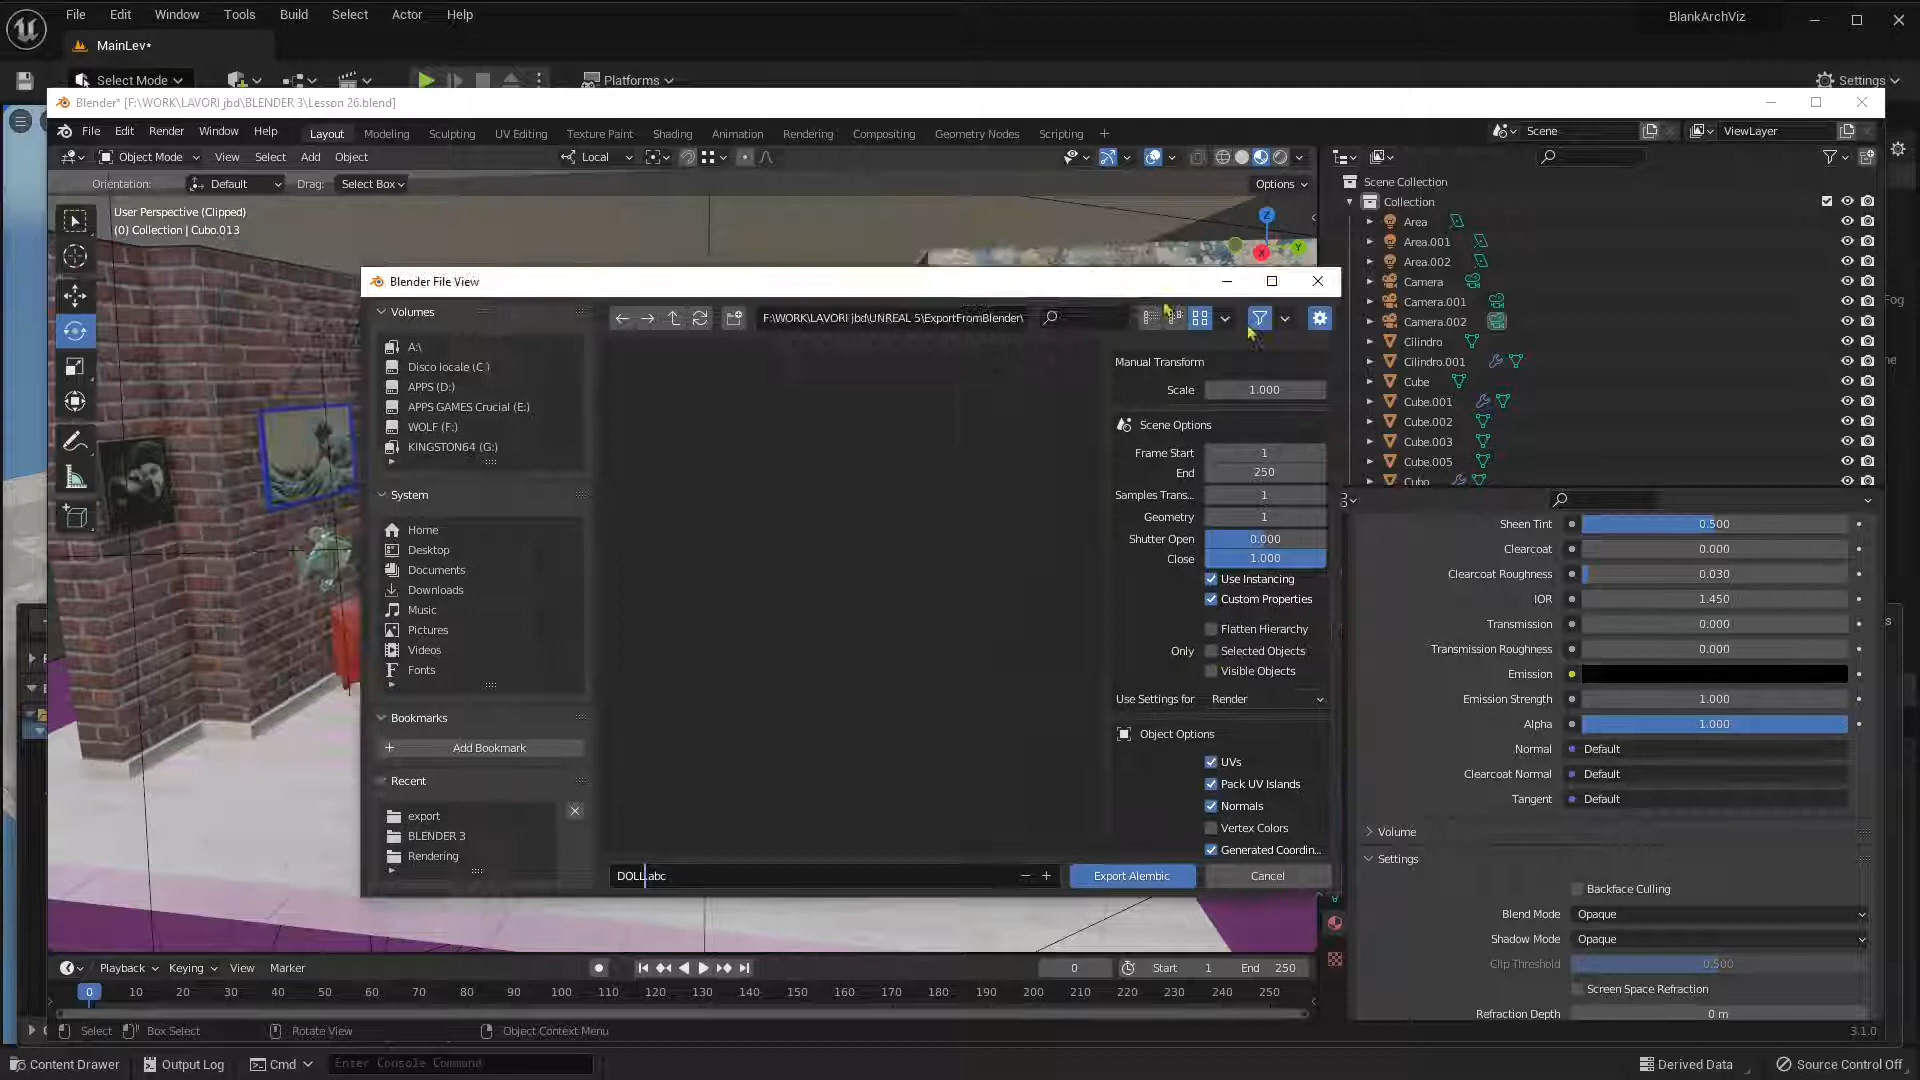 File Edit Window Tools Build Select Actor Help
BlankArchViz
MainLev*
Select Mode
Platforms
Settings
Blender* [F:\WORK\LAVORI jbd\BLENDER 3\Lesson 26.blend]
File Edit Render Window Help
Layout Modeling Sculpting UV Editing Texture Paint Shading Animation Rendering Compositing Geometry Nodes Scripting +
Scene
ViewLayer
Object Mode View Select Add Object
Local
Orientation: Default Drag: Select Box
Options
User Perspective (Clipped)
(0) Collection | Cubo.013
Z
Y
X
Scene Collection
Collection
Area
Area.001
Area.002
Camera
Camera.001
Camera.002
Cilindro
Cilindro.001
Cube
Cube.001
Cube.002
Cube.003
Cube.005
Cubo
Blender File View
Volumes
A:\
Disco locale (C:)
APPS (D:)
APPS GAMES Crucial (E:)
WOLF (F:)
KINGSTON64 (G:)
System
Home
Desktop
Documents
Downloads
Music
Pictures
Videos
Fonts
Bookmarks
Add Bookmark
Recent
export
BLENDER 3
Rendering
F:\WORK\LAVORI jbd\UNREAL 5\ExportFromBlender\
Manual Transform
Scale 1.000
Scene Options
Frame Start 1
End 250
Samples Trans... 1
Geometry 1
Shutter Open 0.000
Close 1.000
Use Instancing
Custom Properties
Flatten Hierarchy
Only Selected Objects
Visible Objects
Use Settings for Render
Object Options
UVs
Pack UV Islands
Normals
Vertex Colors
Generated Coordin...
DOLL.abc
Export Alembic
Cancel
Sheen Tint 0.500
Clearcoat 0.000
Clearcoat Roughness 0.030
IOR 1.450
Transmission 0.000
Transmission Roughness 0.000
Emission
Emission Strength 1.000
Alpha 1.000
Normal Default
Clearcoat Normal Default
Tangent Default
Volume
Settings
Backface Culling
Blend Mode Opaque
Shadow Mode Opaque
Clip Threshold 0.500
Screen Space Refraction
Refraction Depth 0 m
Playback Keying View Marker
0
Start 1
End 250
0 10 20 30 40 50 60 70 80 90 100 110 120 130 140 150 160 170 180 190 200 210 220 230 240 250
Select Box Select Rotate View Object Context Menu
3.1.0
Content Drawer Output Log Cmd Enter Console Command
Derived Data Source Control Off